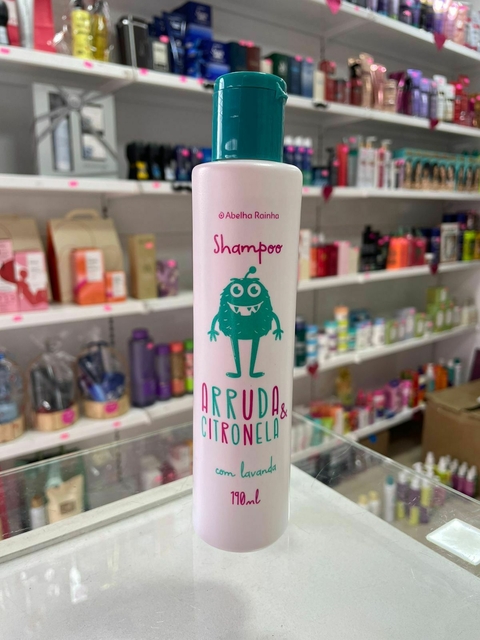 Abelha Rainha
Shampoo
ARRUDA &
CITRONELA
com lavanda
190ml